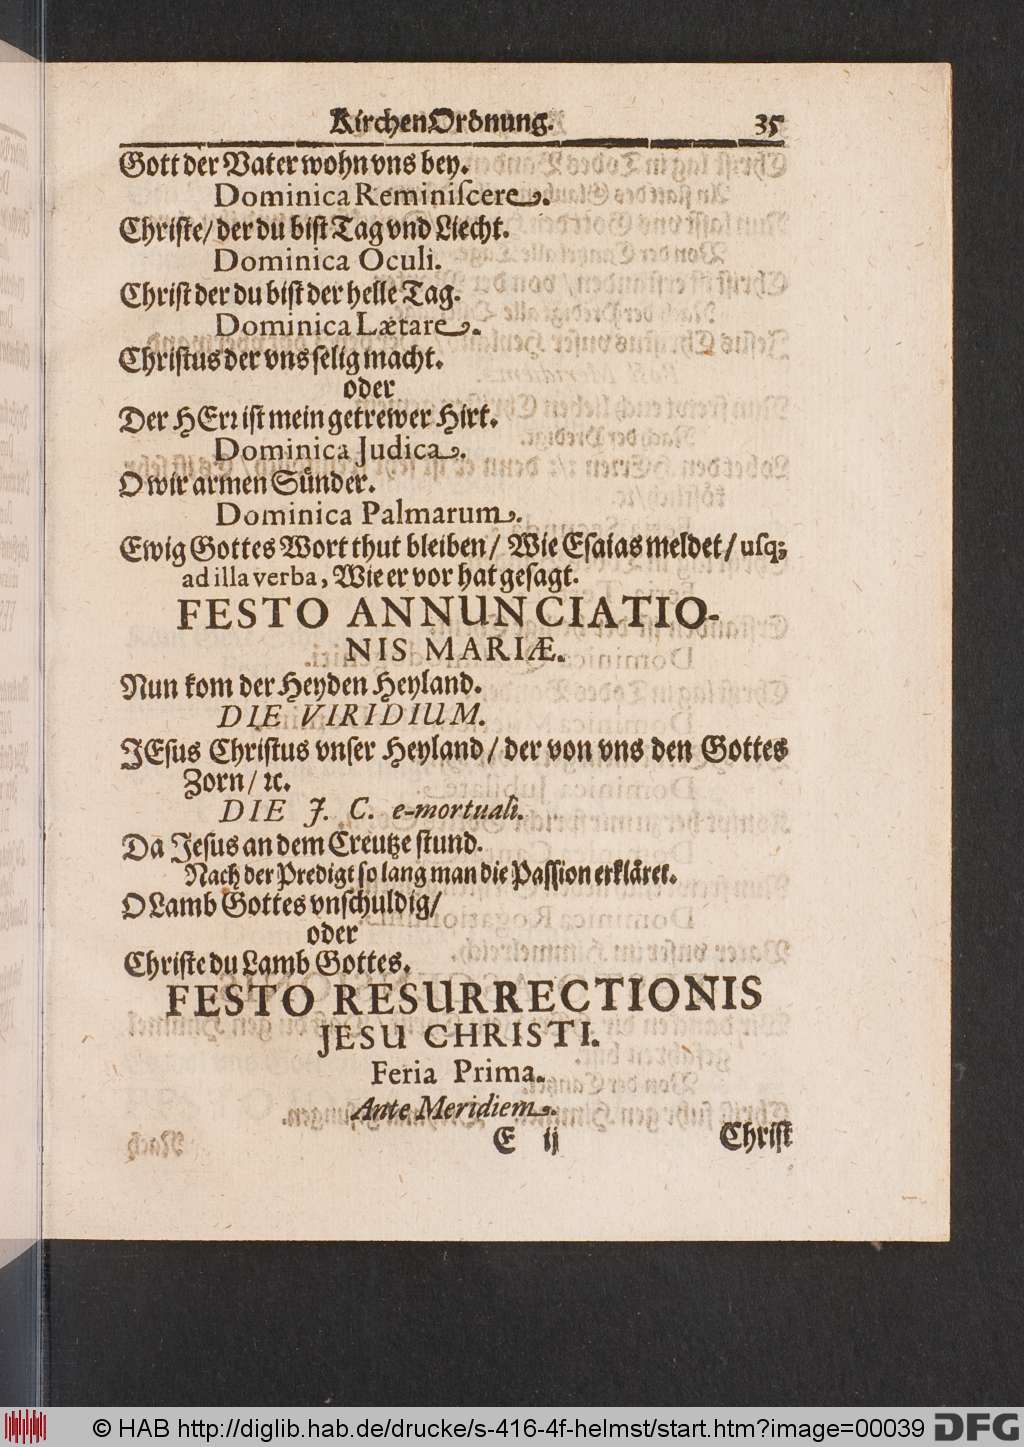 KirchenOrdnung. 35
Gott der Vater wohn vns bey.
Dominica Reminiſcere.
Chriſte/ der du biſt Tag vnd Liecht.
Dominica Oculi.
Chriſt der du biſt der helle Tag.
Dominica Lætare.
Chriſtus der vns ſelig macht.
oder
Der HErꝛ iſt mein getrewer Hirt.
Dominica Judica.
O wir armen Suͤnder.
Dominica Palmarum.
Ewig Gottes Wort thut bleiben/ Wie Eſaias meldet/ uſq;
ad illa verba, Wie er vor hat geſagt.
FESTO ANNUNCIATIO-
NIS MARIÆ.
Nun kom der Heyden Heyland.
DIE VIRIDIUM.
JEſus Chriſtus vnſer Heyland/ der von vns den Gottes
Zorn/ ꝛc.
DIE J. C. e-mortuali.
Da Jeſus an dem Creutze ſtund.
Nach der Predigt ſo lang man die Paſſion erklaͤret.
O Lamb Gottes vnſchuldig/
oder
Chriſte du Lamb Gottes.
FESTO RESURRECTIONIS
JESU CHRISTI.
Feria Prima.
Ante Meridiem.
E ij Chriſt
© HAB http://diglib.hab.de/drucke/s-416-4f-helmst/start.htm?image=00039 DFG